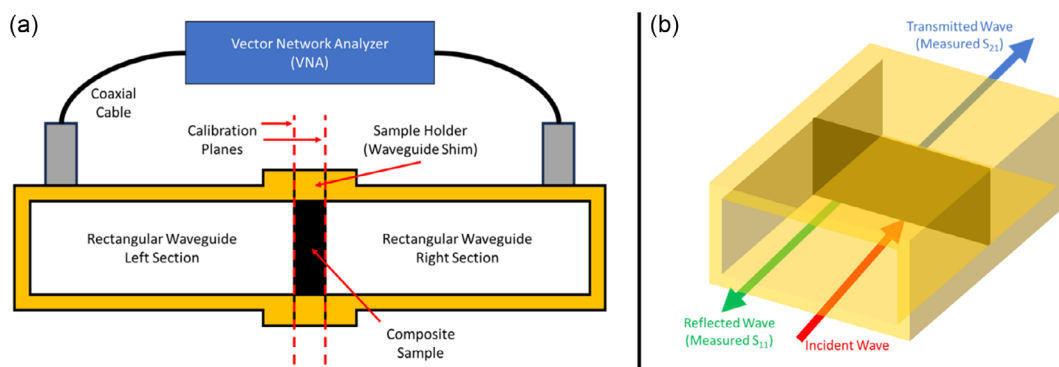 (a)
Vector Network Analyzer
(VNA)
Coaxial
Cable
Calibration
Planes
Sample Holder
(Waveguide Shim)
Rectangular Waveguide
Left Section
Rectangular Waveguide
Right Section
Composite
Sample
(b)
Transmitted Wave
(Measured S21)
Reflected Wave
(Measured S11)
Incident Wave